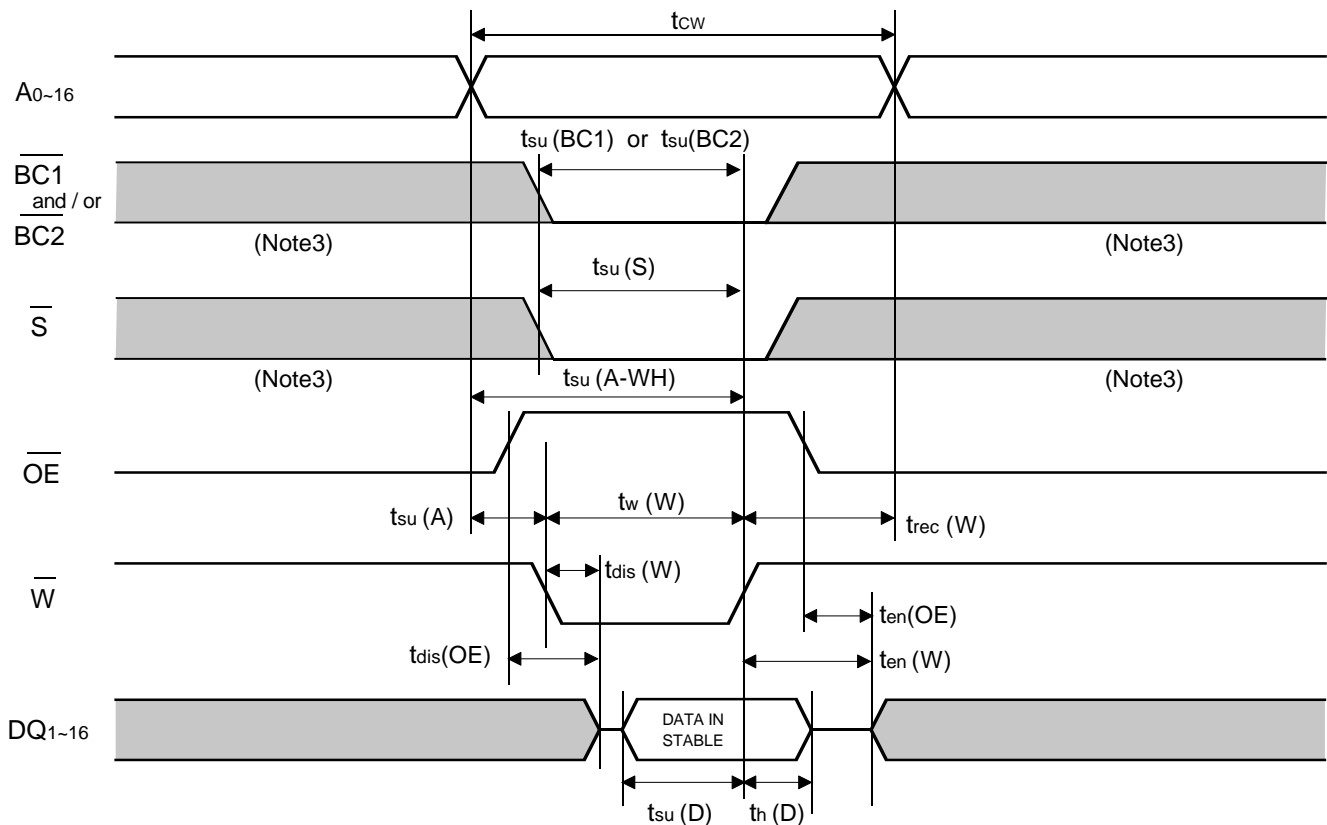 tCW
A0~16
tsu (BC1) or tsu(BC2)
BC1
and / or
BC2
(Note3)
(Note3)
tsu (S)
S
(Note3)
tsu (A-WH)
(Note3)
OE
tsu (A)
tw (W)
trec (W)
W
tdis (W)
ten(OE)
tdis(OE)
ten (W)
DQ1~16
DATA IN
STABLE
tsu (D)
th (D)